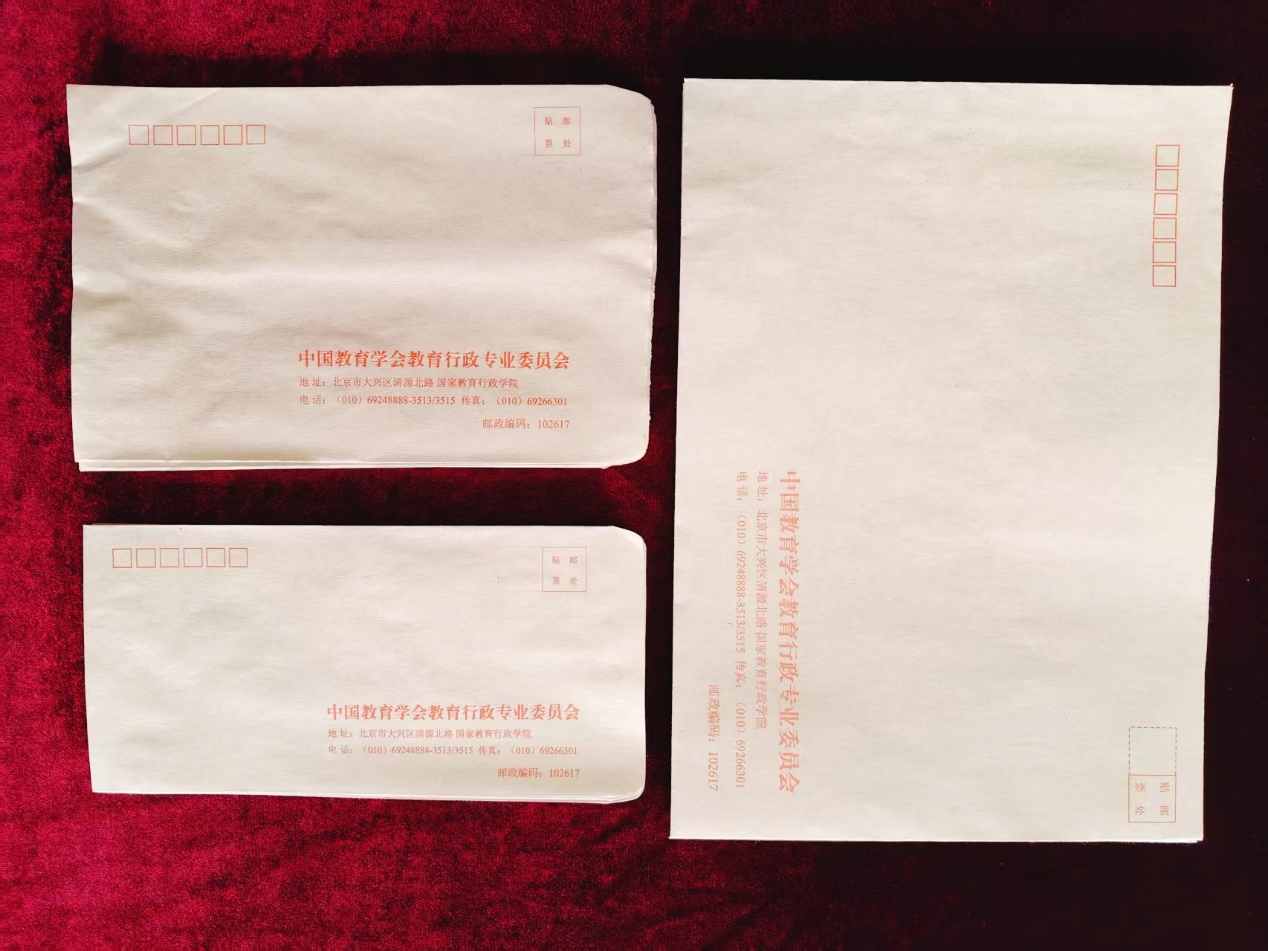 贴 邮
票 处
中国教育学会教育行政专业委员会
地 址：北京市大兴区清源北路 国家教育行政学院
电 话：（010）69248888-3513/3515 传真：（010）69266301
邮政编码：102617
贴 邮
票 处
中国教育学会教育行政专业委员会
地 址：北京市大兴区清源北路 国家教育行政学院
电 话：（010）69248888-3513/3515 传真：（010）69266301
邮政编码：102617
中国教育学会教育行政专业委员会
地 址：北京市大兴区清源北路 国家教育行政学院
电 话：（010）69248888-3513/3515 传真：（010）69266301
邮政编码：102617
贴 邮
票 处